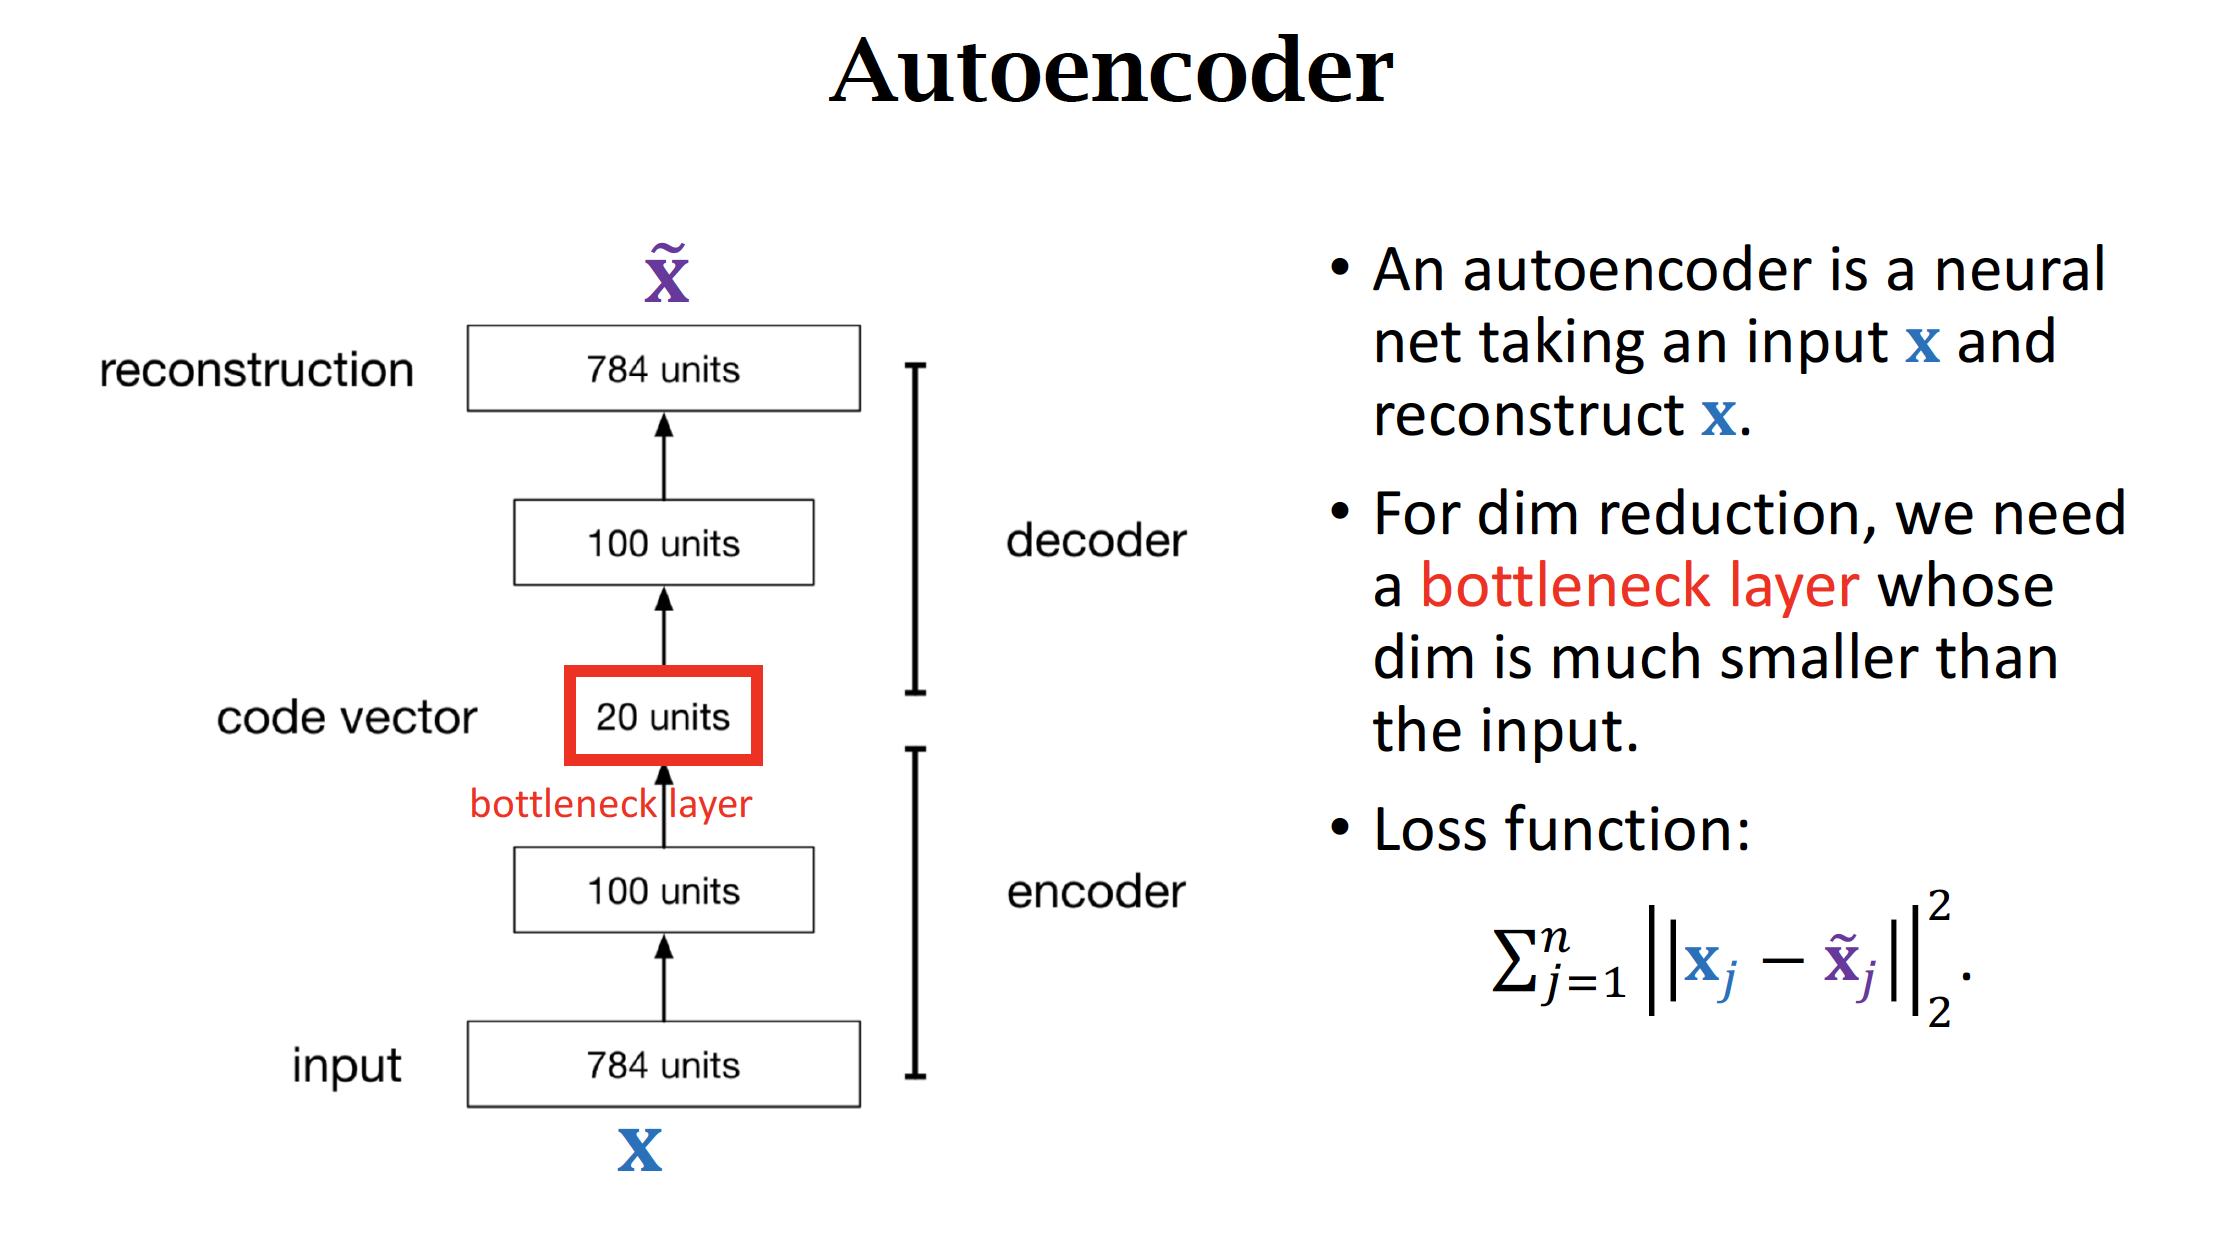 Autoencoder
x̃
reconstruction
784 units
100 units
decoder
code vector
20 units
bottleneck layer
100 units
encoder
input
784 units
x
• An autoencoder is a neural
net taking an input x and
reconstruct x.
• For dim reduction, we need
a bottleneck layer whose
dim is much smaller than
the input.
• Loss function:
∑ⁿⱼ₌₁ ||xⱼ − x̃ⱼ||²₂.